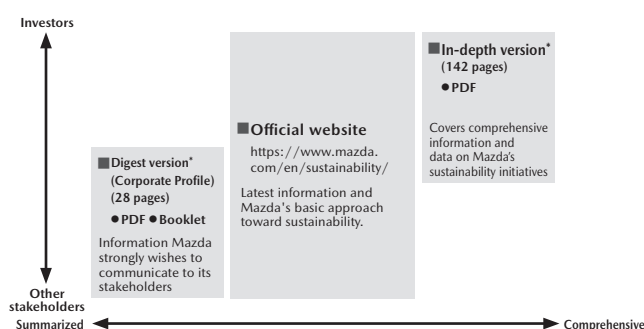 Investors
■ In-depth version*
(142 pages)
● PDF
Covers comprehensive
information and
data on Mazda's
sustainability initiatives
■ Official website
https://www.mazda.
com/en/sustainability/
Latest information and
Mazda's basic approach
toward sustainability.
■ Digest version*
(Corporate Profile)
(28 pages)
● PDF ● Booklet
Information Mazda
strongly wishes to
communicate to its
stakeholders
Other
stakeholders
Summarized
Comprehensive